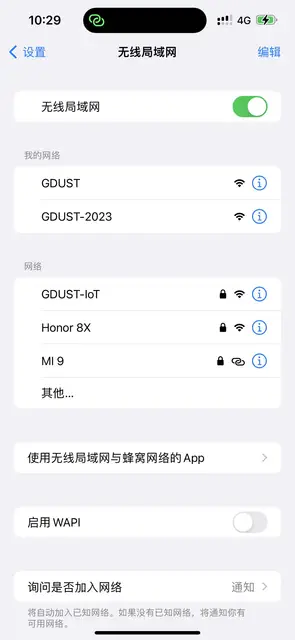 10:29 4G
设置 无线局域网 编辑
无线局域网
我的网络
GDUST
GDUST-2023
网络
GDUST-IoT
Honor 8X
MI 9
其他...
使用无线局域网与蜂窝网络的App
启用 WAPI
询问是否加入网络 通知
将自动加入已知网络。如果没有已知网络，将通知你有
可用网络。